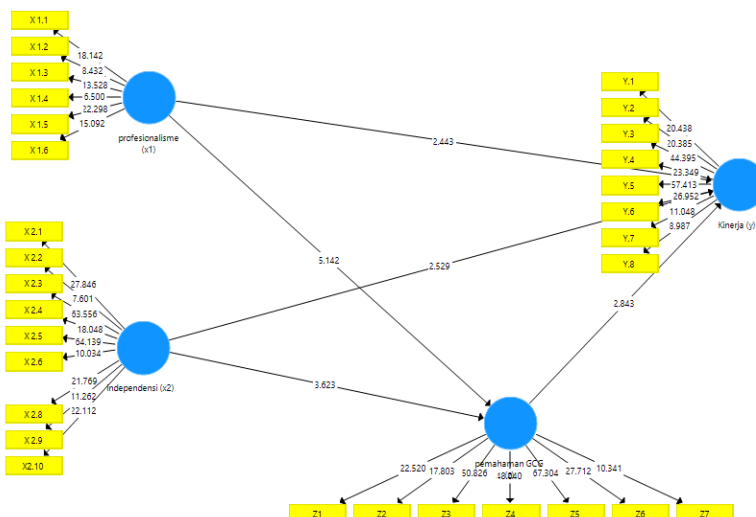 X 1.1
X 1.2
X 1.3
X 1.4
X 1.5
X 1.6
18.142
8.432
13.528
6.500
22.298
15.092
profesionalisme
(x1)
2.443
5.142
Y.1
Y.2
Y.3
Y.4
Y.5
Y.6
Y.7
Y.8
20.438
20.385
44.395
23.349
57.413
26.952
11.048
8.987
Kinerja (y)
X 2.1
X 2.2
X 2.3
X 2.4
X 2.5
X 2.6
X 2.8
X 2.9
X2.10
27.846
7.601
63.556
18.048
64.139
10.034
21.769
11.262
22.112
Independensi (x2)
2.529
3.623
2.843
pemahaman GCG
22.520
17.803
50.826
67.304
27.712
10.341
Z1
Z2
Z3
Z4
Z5
Z6
Z7